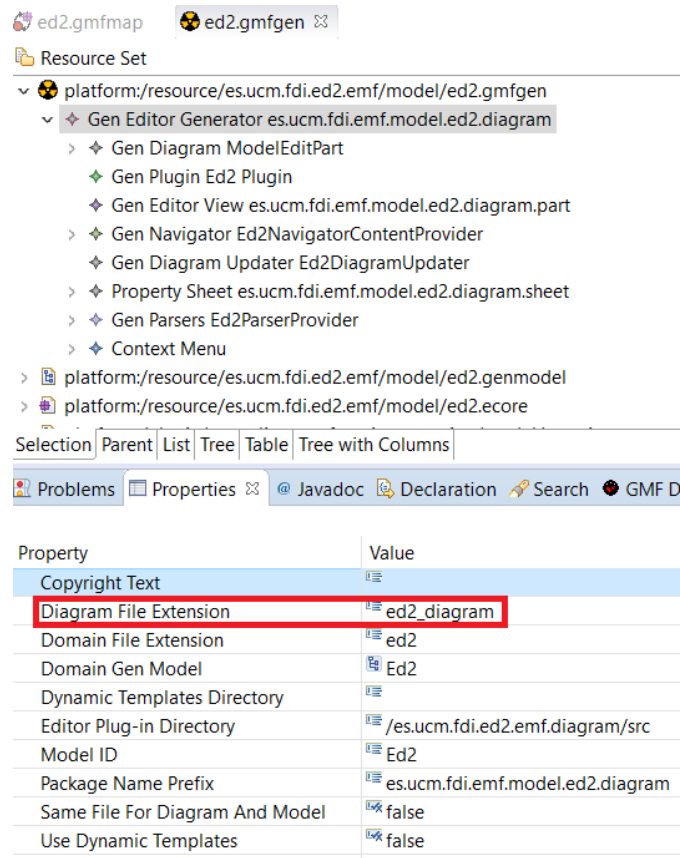 ed2.gmfmap ed2.gmfgen
Resource Set
platform:/resource/es.ucm.fdi.ed2.emf/model/ed2.gmfgen
Gen Editor Generator es.ucm.fdi.emf.model.ed2.diagram
Gen Diagram ModelEditPart
Gen Plugin Ed2 Plugin
Gen Editor View es.ucm.fdi.emf.model.ed2.diagram.part
Gen Navigator Ed2NavigatorContentProvider
Gen Diagram Updater Ed2DiagramUpdater
Property Sheet es.ucm.fdi.emf.model.ed2.diagram.sheet
Gen Parsers Ed2ParserProvider
Context Menu
platform:/resource/es.ucm.fdi.ed2.emf/model/ed2.genmodel
platform:/resource/es.ucm.fdi.ed2.emf/model/ed2.ecore
Selection Parent List Tree Table Tree with Columns
Problems Properties @ Javadoc Declaration Search GMF D
Property Value
Copyright Text
Diagram File Extension ed2_diagram
Domain File Extension ed2
Domain Gen Model Ed2
Dynamic Templates Directory
Editor Plug-in Directory /es.ucm.fdi.ed2.emf.diagram/src
Model ID Ed2
Package Name Prefix es.ucm.fdi.emf.model.ed2.diagram
Same File For Diagram And Model false
Use Dynamic Templates false